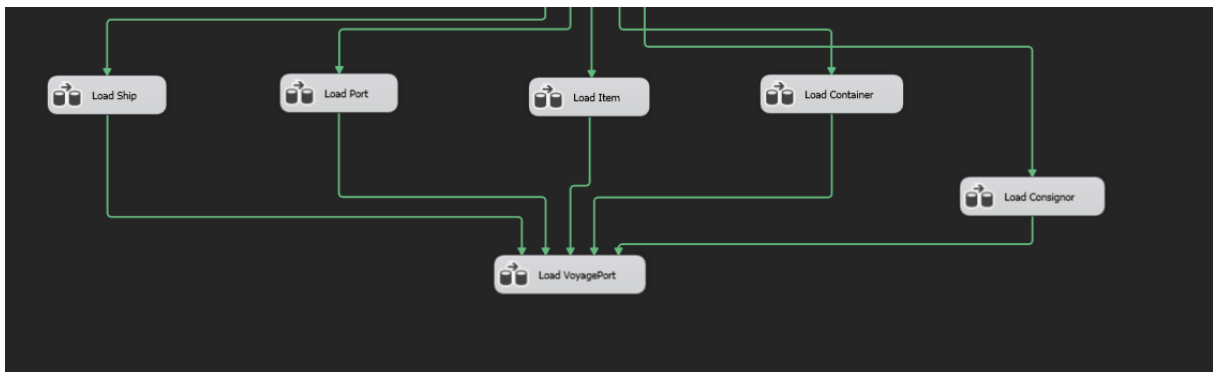 Load Ship
Load Port
Load Item
Load Container
Load Consignor
Load VoyagePort